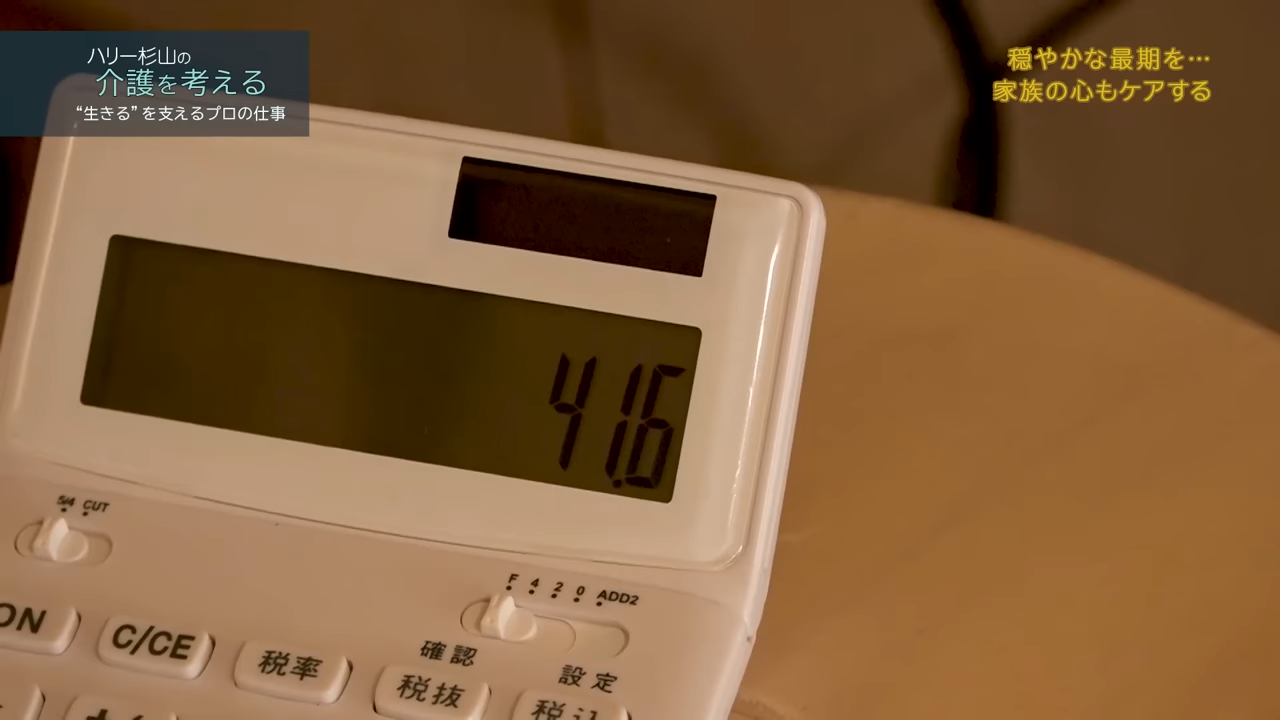 ハリー杉山の
介護を考える
“生きる”を支えるプロの仕事
穏やかな最期を…
家族の心もケアする
41.6
5/4 CUT
F 4 2 0 ADD2
確認
設定
ON
C/CE
税率
税抜
税込